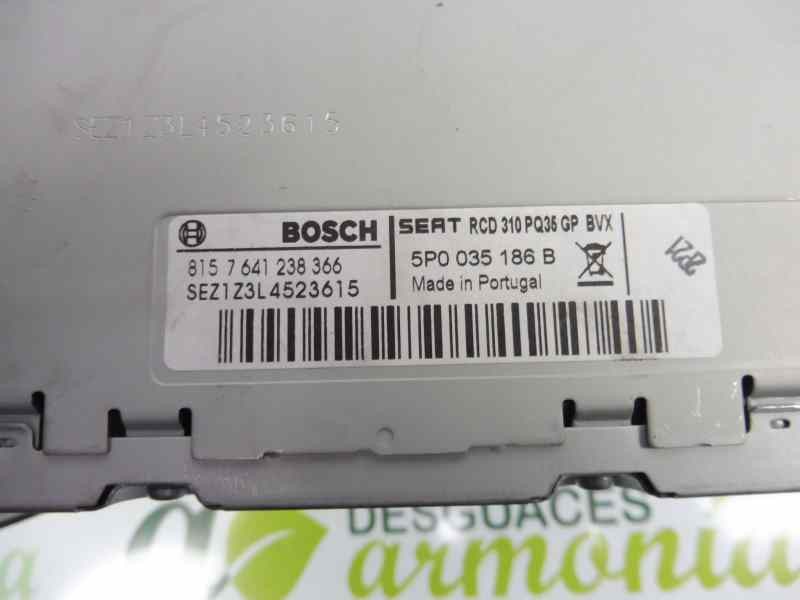 SEZ1Z3L4523615
BOSCH
815 7 641 238 366
SEZ1Z3L4523615
SEAT RCD 310 PQ35 GP BVX
5P0 035 186 B
Made in Portugal
DESGUACES
armonia